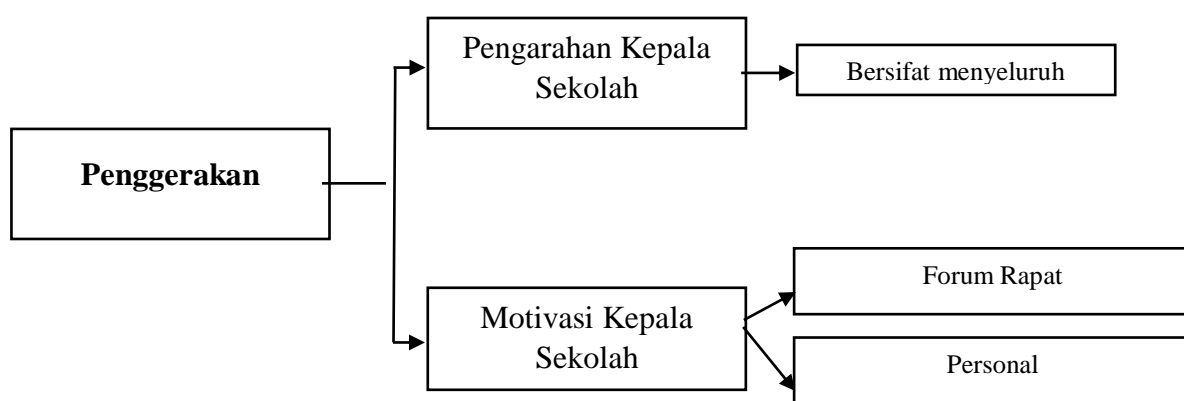 Pengarahan Kepala
Sekolah
Bersifat menyeluruh
Penggerakan
Motivasi Kepala
Sekolah
Forum Rapat
Personal